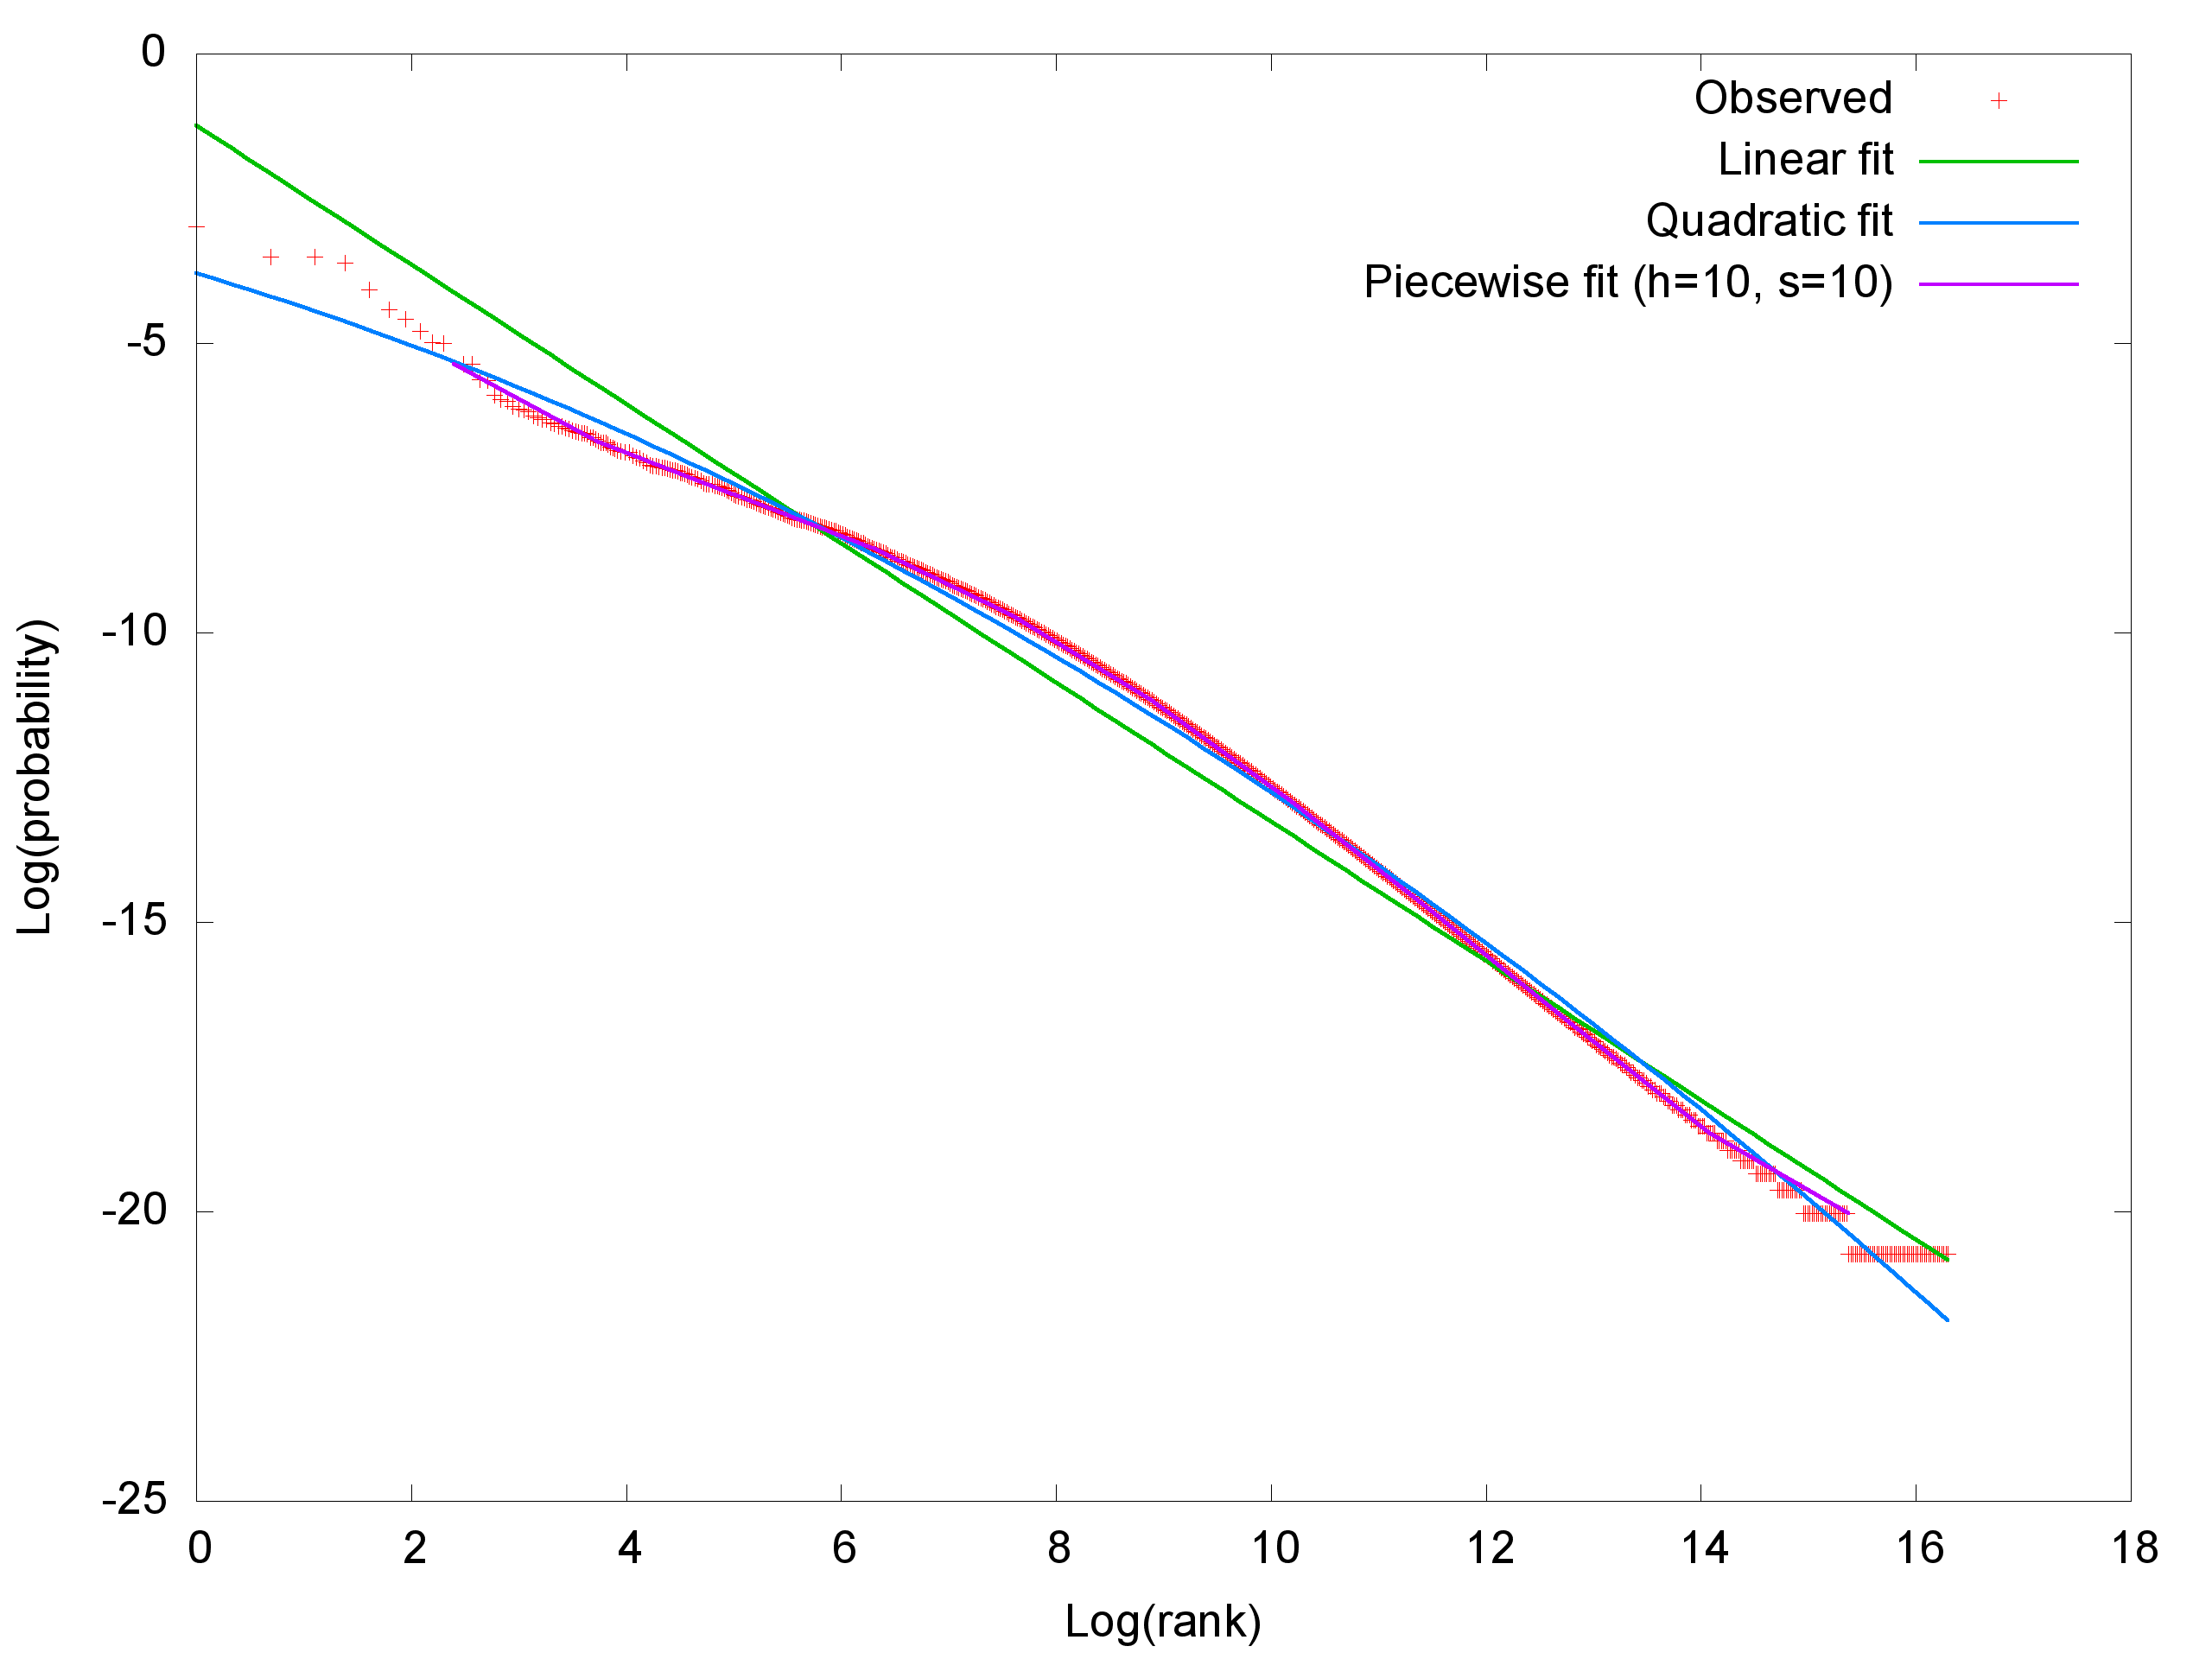 Observed
Linear fit
Quadratic fit
Piecewise fit (h=10, s=10)
0
-5
-10
-15
-20
-25
Log(probability)
0 2 4 6 8 10 12 14 16 18
Log(rank)